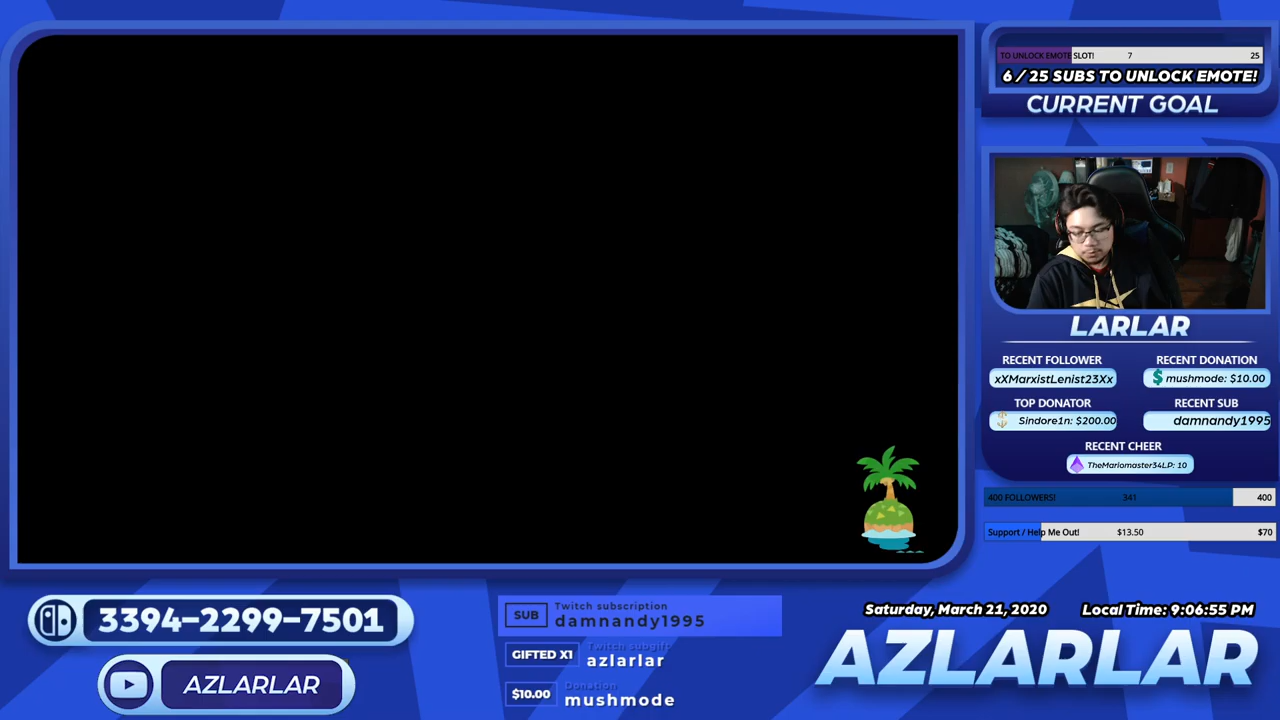 TO UNLOCK EMOTE SLOT! 7 25
6 / 25 SUBS TO UNLOCK EMOTE!
CURRENT GOAL
LARLAR
RECENT FOLLOWER RECENT DONATION
xXMarxistLenist23Xx mushmode: $10.00
TOP DONATOR RECENT SUB
Sindore1n: $200.00 damnandy1995
RECENT CHEER
TheMariomaster34LP: 10
400 FOLLOWERS! 341 400
Support / Help Me Out! $13.50 $70
3394-2299-7501
AZLARLAR
SUB Twitch subscription
damnandy1995
GIFTED X1 Twitch subgift
azlarlar
$10.00 Donation
mushmode
Saturday, March 21, 2020 Local Time: 9:06:55 PM
AZLARLAR